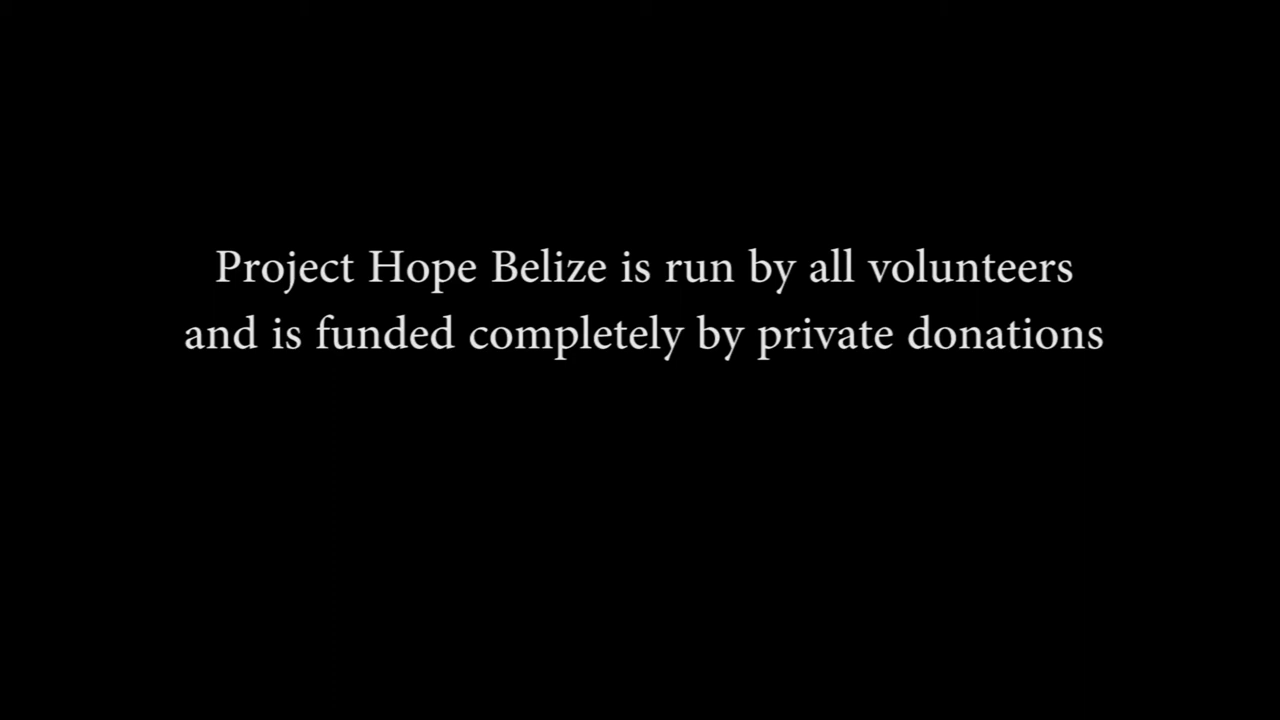 Project Hope Belize is run by all volunteers
and is funded completely by private donations